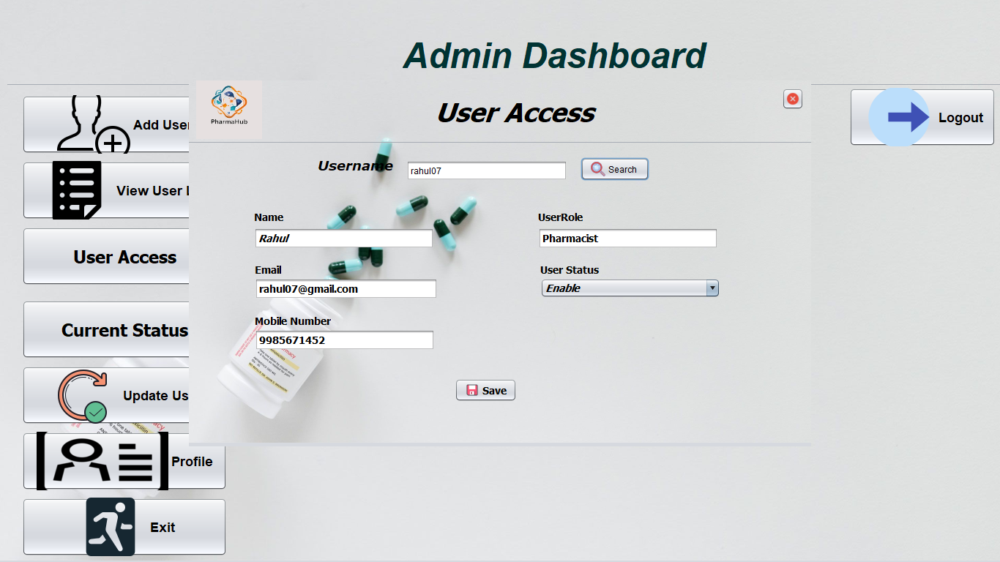 Admin Dashboard
PharmaHub
User Access
Add User
View User
User Access
Current Status
Update Us
Profile
Exit
Logout
Username
rahul07
Search
Name
Rahul
UserRole
Pharmacist
Email
rahul07@gmail.com
User Status
Enable
Mobile Number
9985671452
Save